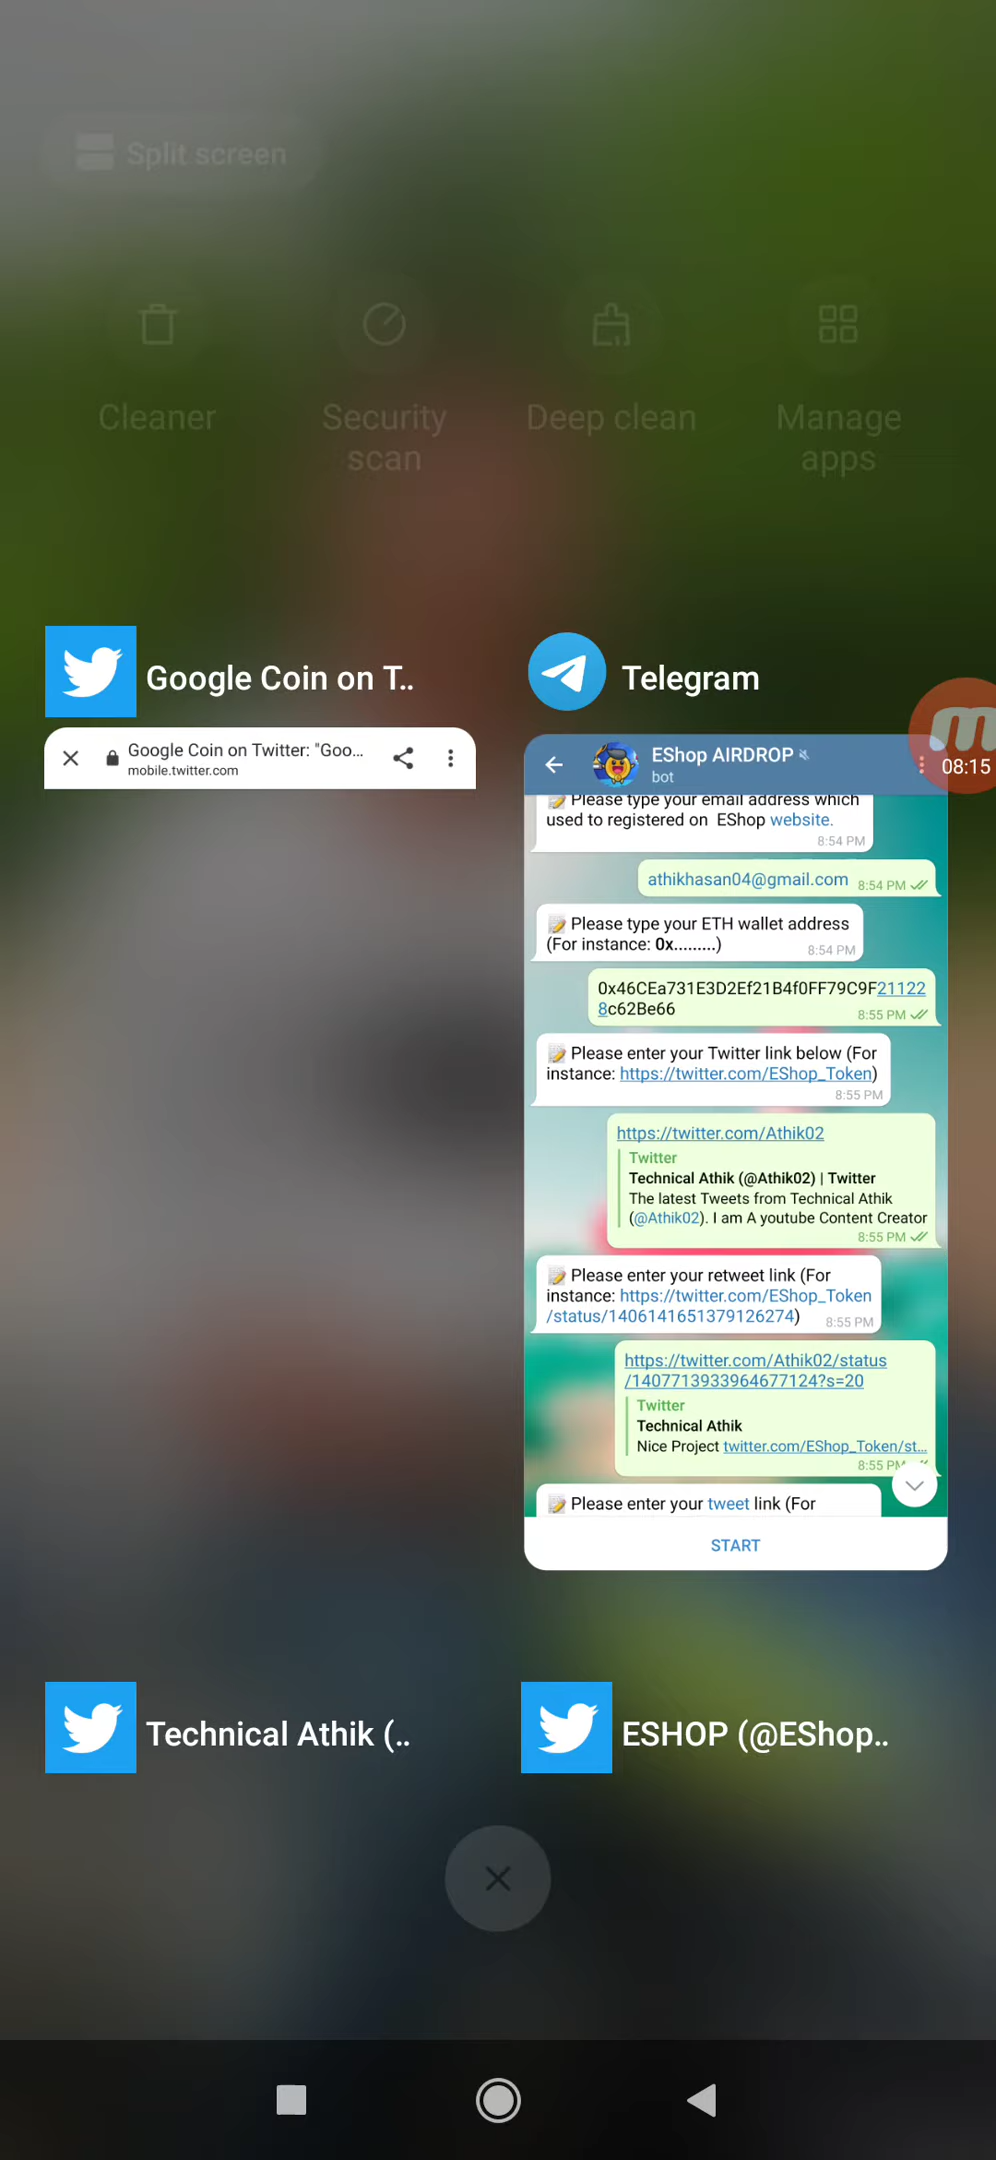 Split screen
Cleaner
Security
scan
Deep clean
Manage
apps
Google Coin on T..
Google Coin on Twitter: "Goo...
mobile.twitter.com
Telegram
08:15
EShop AIRDROP
bot
Please type your email address which
used to registered on EShop website.
8:54 PM
athikhasan04@gmail.com
8:54 PM
Please type your ETH wallet address
(For instance: 0x.........)
8:54 PM
0x46CEa731E3D2Ef21B4f0FF79C9F21122
8c62Be66
8:55 PM
Please enter your Twitter link below (For
instance: https://twitter.com/EShop_Token)
8:55 PM
https://twitter.com/Athik02
Twitter
Technical Athik (@Athik02) | Twitter
The latest Tweets from Technical Athik
(@Athik02). I am A youtube Content Creator
8:55 PM
Please enter your retweet link (For
instance: https://twitter.com/EShop_Token
/status/1406141651379126274)
8:55 PM
https://twitter.com/Athik02/status
/1407713933964677124?s=20
Twitter
Technical Athik
Nice Project twitter.com/EShop_Token/st...
8:55 PM
Please enter your tweet link (For
START
Technical Athik (..
ESHOP (@EShop..